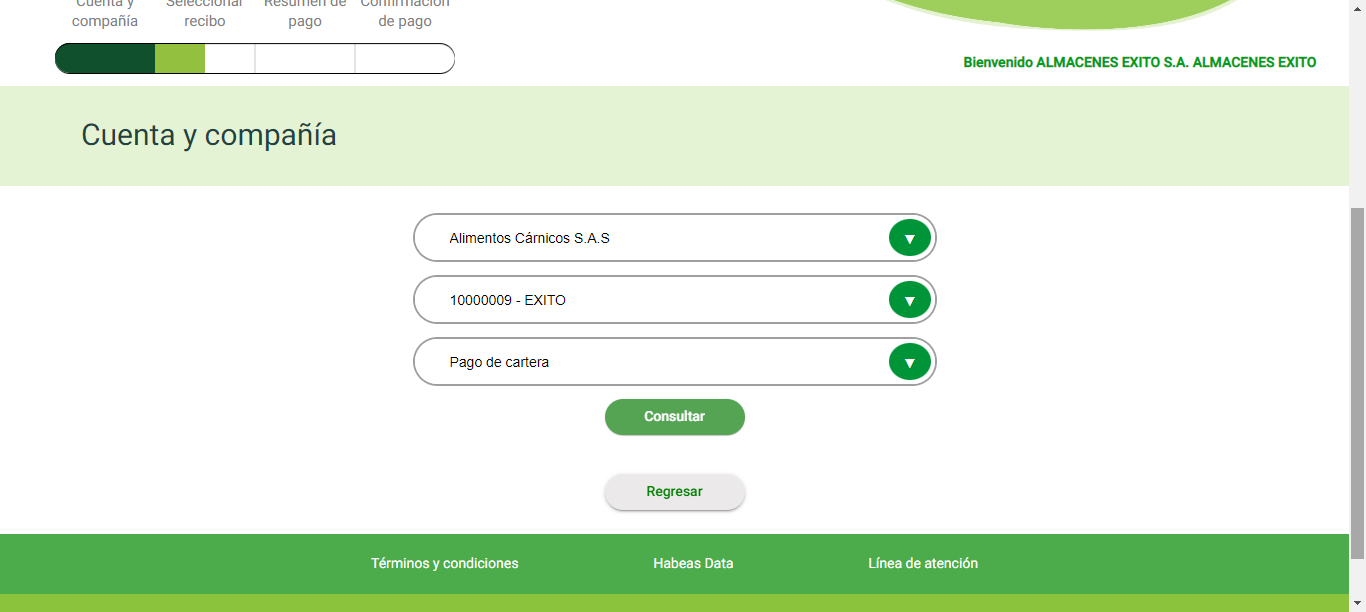 Cuenta y Seleccionar Resumen de Confirmación
compañía recibo pago de pago
Bienvenido ALMACENES EXITO S.A. ALMACENES EXITO
Cuenta y compañía
Alimentos Cárnicos S.A.S
10000009 - EXITO
Pago de cartera
Consultar
Regresar
Términos y condiciones Habeas Data Línea de atención